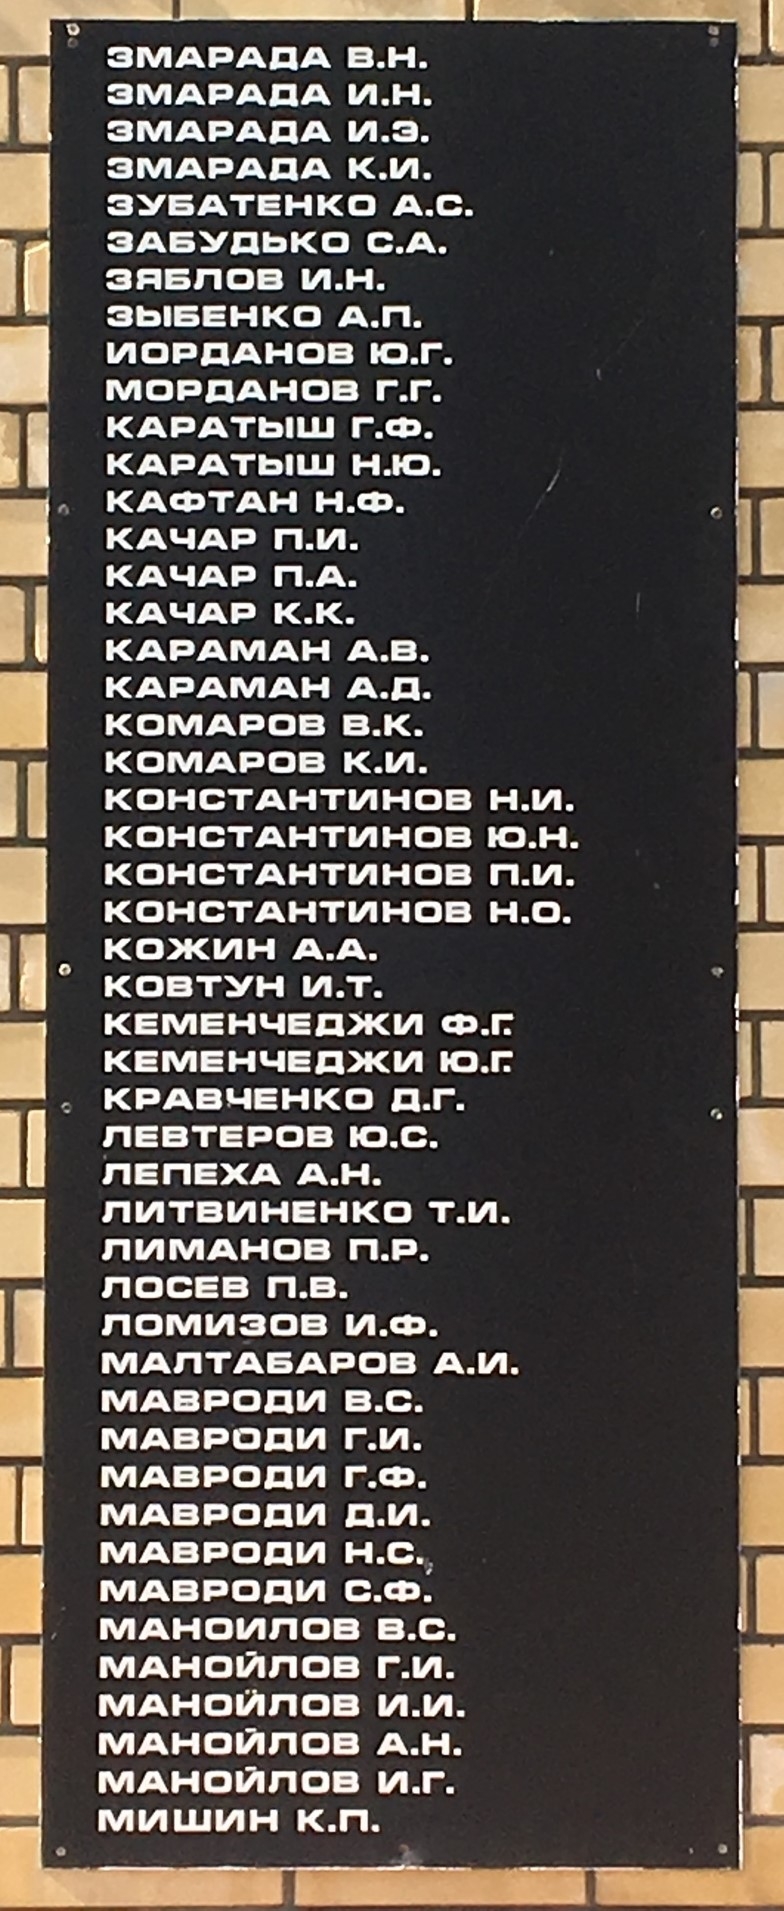 ЗМАРАДА В.Н.
ЗМАРАДА И.Н.
ЗМАРАДА И.Э.
ЗМАРАДА К.И.
ЗУБАТЕНКО А.С.
ЗАБУДЬКО С.А.
ЗЯБЛОВ И.Н.
ЗЫБЕНКО А.П.
ИОРДАНОВ Ю.Г.
МОРДАНОВ Г.Г.
КАРАТЫШ Г.Ф.
КАРАТЫШ Н.Ю.
КАФТАН Н.Ф.
КАЧАР П.И.
КАЧАР П.А.
КАЧАР К.К.
КАРАМАН А.В.
КАРАМАН А.Д.
КОМАРОВ В.К.
КОМАРОВ К.И.
КОНСТАНТИНОВ Н.И.
КОНСТАНТИНОВ Ю.Н.
КОНСТАНТИНОВ П.И.
КОНСТАНТИНОВ Н.О.
КОЖИН А.А.
КОВТУН И.Т.
КЕМЕНЧЕДЖИ Ф.Г.
КЕМЕНЧЕДЖИ Ю.Г.
КРАВЧЕНКО Д.Г.
ЛЕВТЕРОВ Ю.С.
ЛЕПЕХА А.Н.
ЛИТВИНЕНКО Т.И.
ЛИМАНОВ П.Р.
ЛОСЕВ П.В.
ЛОМИЗОВ И.Ф.
МАЛТАБАРОВ А.И.
МАВРОДИ В.С.
МАВРОДИ Г.И.
МАВРОДИ Г.Ф.
МАВРОДИ Д.И.
МАВРОДИ Н.С.
МАВРОДИ С.Ф.
МАНОИЛОВ В.С.
МАНОЙЛОВ Г.И.
МАНОЙЛОВ И.И.
МАНОЙЛОВ А.Н.
МАНОЙЛОВ И.Г.
МИШИН К.П.